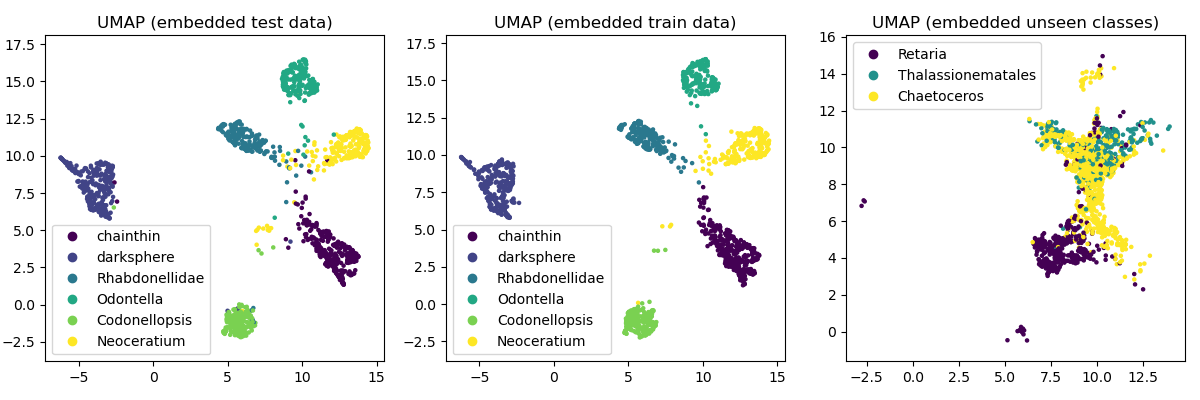 UMAP (embedded test data)
17.5
15.0
12.5
10.0
7.5
5.0
2.5
0.0
−2.5
−5
0
5
10
15
chainthin
darksphere
Rhabdonellidae
Odontella
Codonellopsis
Neoceratium
UMAP (embedded train data)
17.5
15.0
12.5
10.0
7.5
5.0
2.5
0.0
−2.5
−5
0
5
10
15
chainthin
darksphere
Rhabdonellidae
Odontella
Codonellopsis
Neoceratium
UMAP (embedded unseen classes)
16
14
12
10
8
6
4
2
0
−2.5
0.0
2.5
5.0
7.5
10.0
12.5
Retaria
Thalassionematales
Chaetoceros